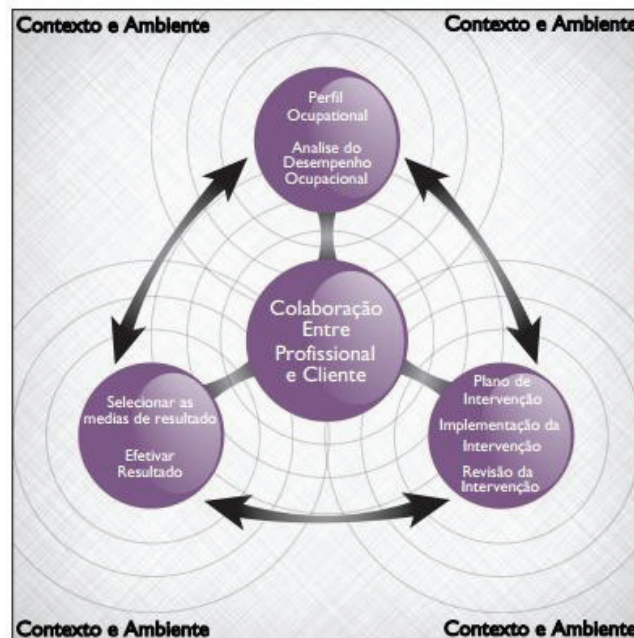 Contexto e Ambiente
Contexto e Ambiente
Perfil
Ocupational
Analise do
Desempenho
Ocupacional
Colaboração
Entre
Profissional
e Cliente
Selecionar as
medias de resultado
Efetivar
Resultado
Plano de
Intervenção
Implementação da
Intervenção
Revisão da
Intervenção
Contexto e Ambiente
Contexto e Ambiente